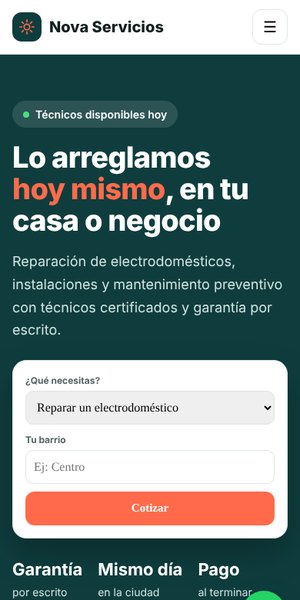 Nova Servicios
Técnicos disponibles hoy
Lo arreglamos
hoy mismo, en tu
casa o negocio
Reparación de electrodomésticos,
instalaciones y mantenimiento preventivo
con técnicos certificados y garantía por
escrito.
¿Qué necesitas?
Reparar un electrodoméstico
Tu barrio
Ej: Centro
Cotizar
Garantía Mismo día Pago
por escrito en la ciudad al terminar